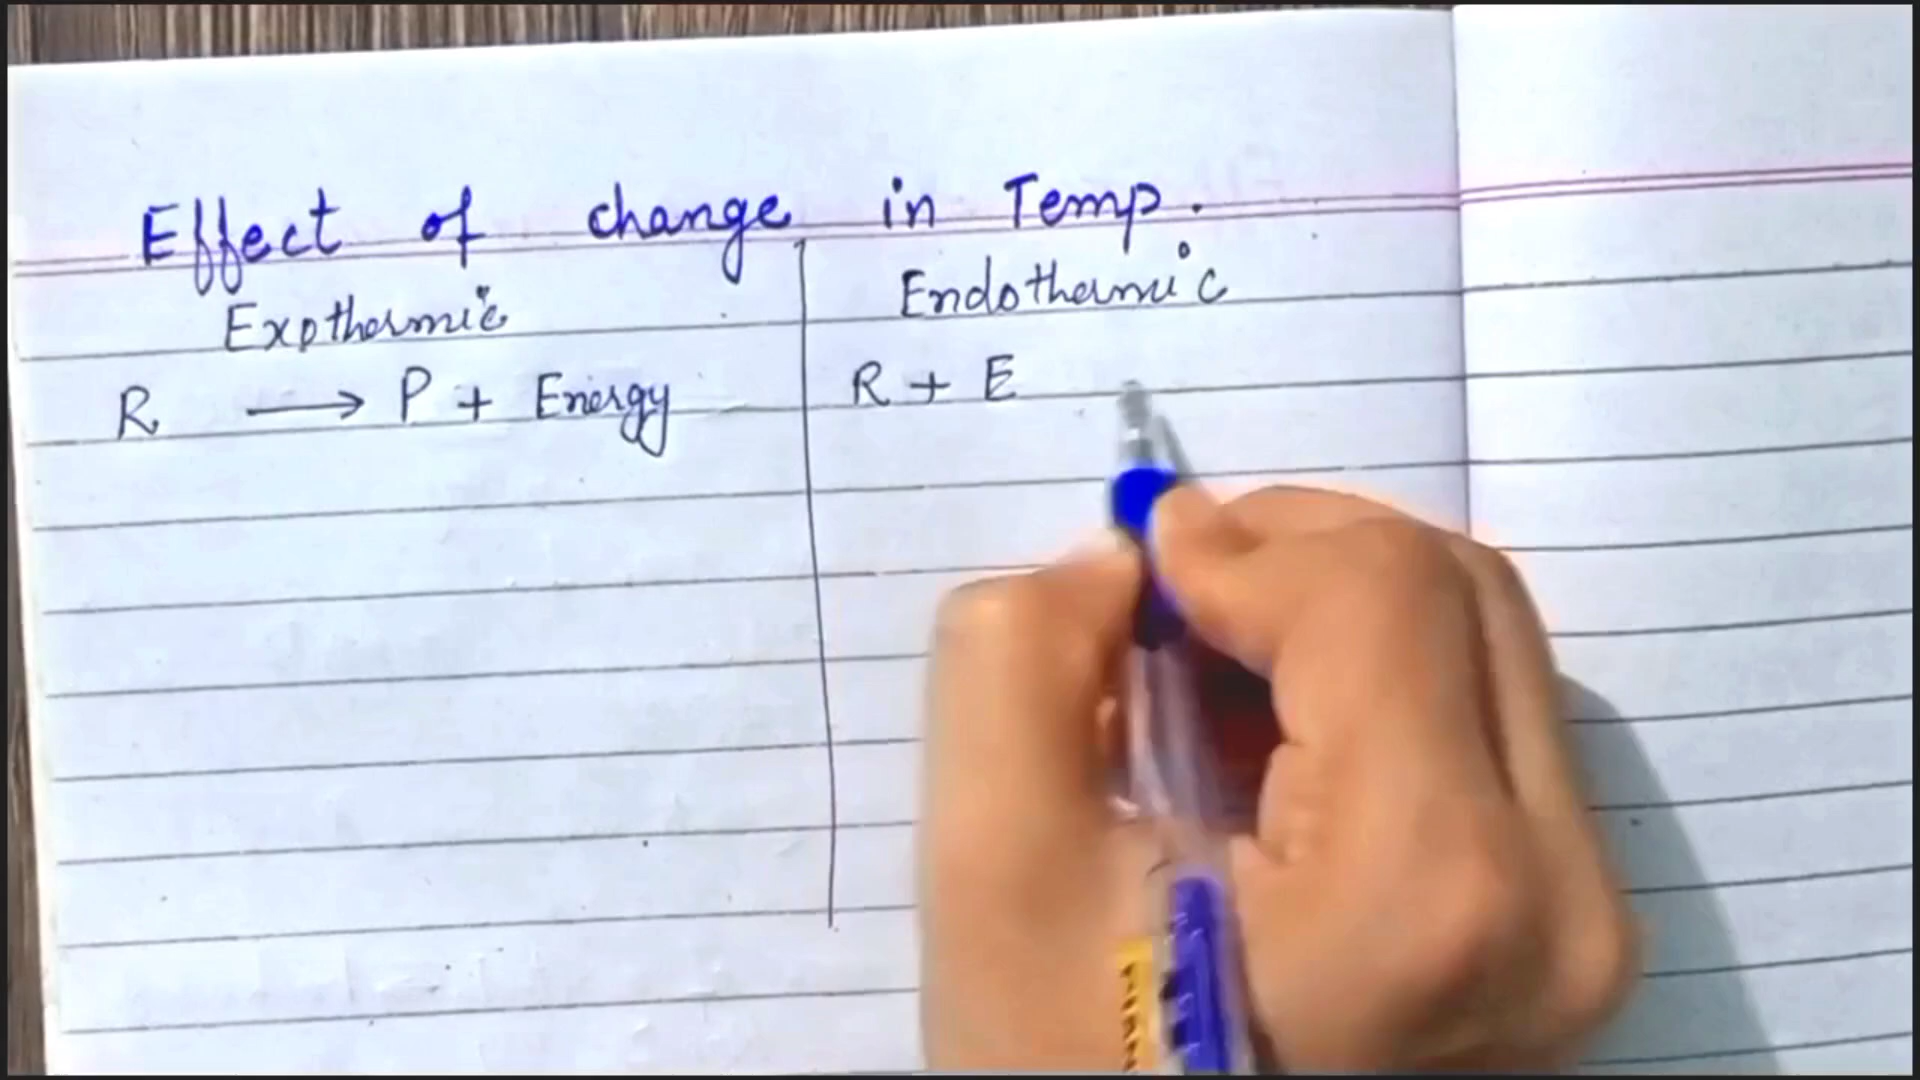 Effect of change in Temp.
Exothermic
Endothermic
R ⟶ P + Energy
R + E